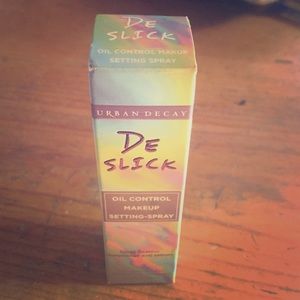 DE
SLICK
OIL CONTROL MAKEUP
SETTING SPRAY
URBAN DECAY
DE
SLICK
OIL CONTROL
MAKEUP
SETTING-SPRAY